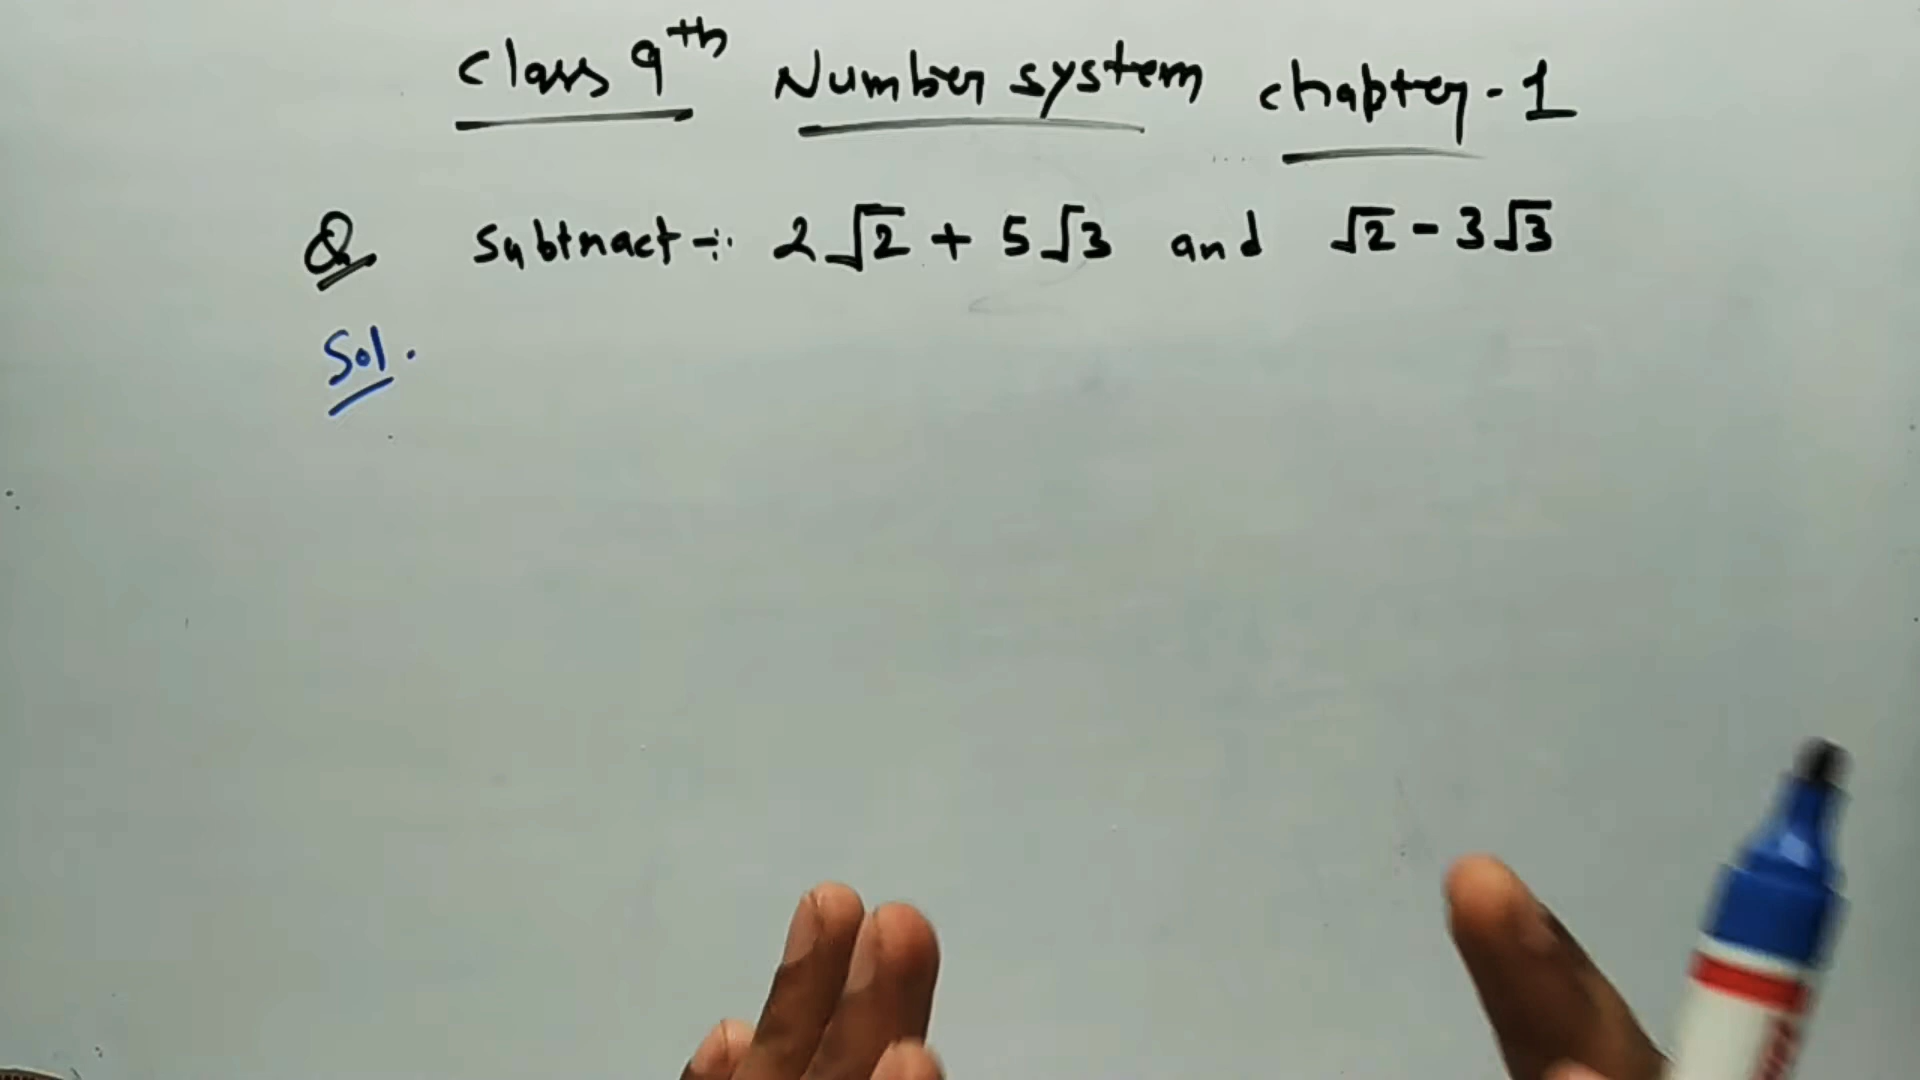 Class 9th Number system chapter-1
Q Subtract-: 2√2 + 5√3 and √2 - 3√3
Sol.